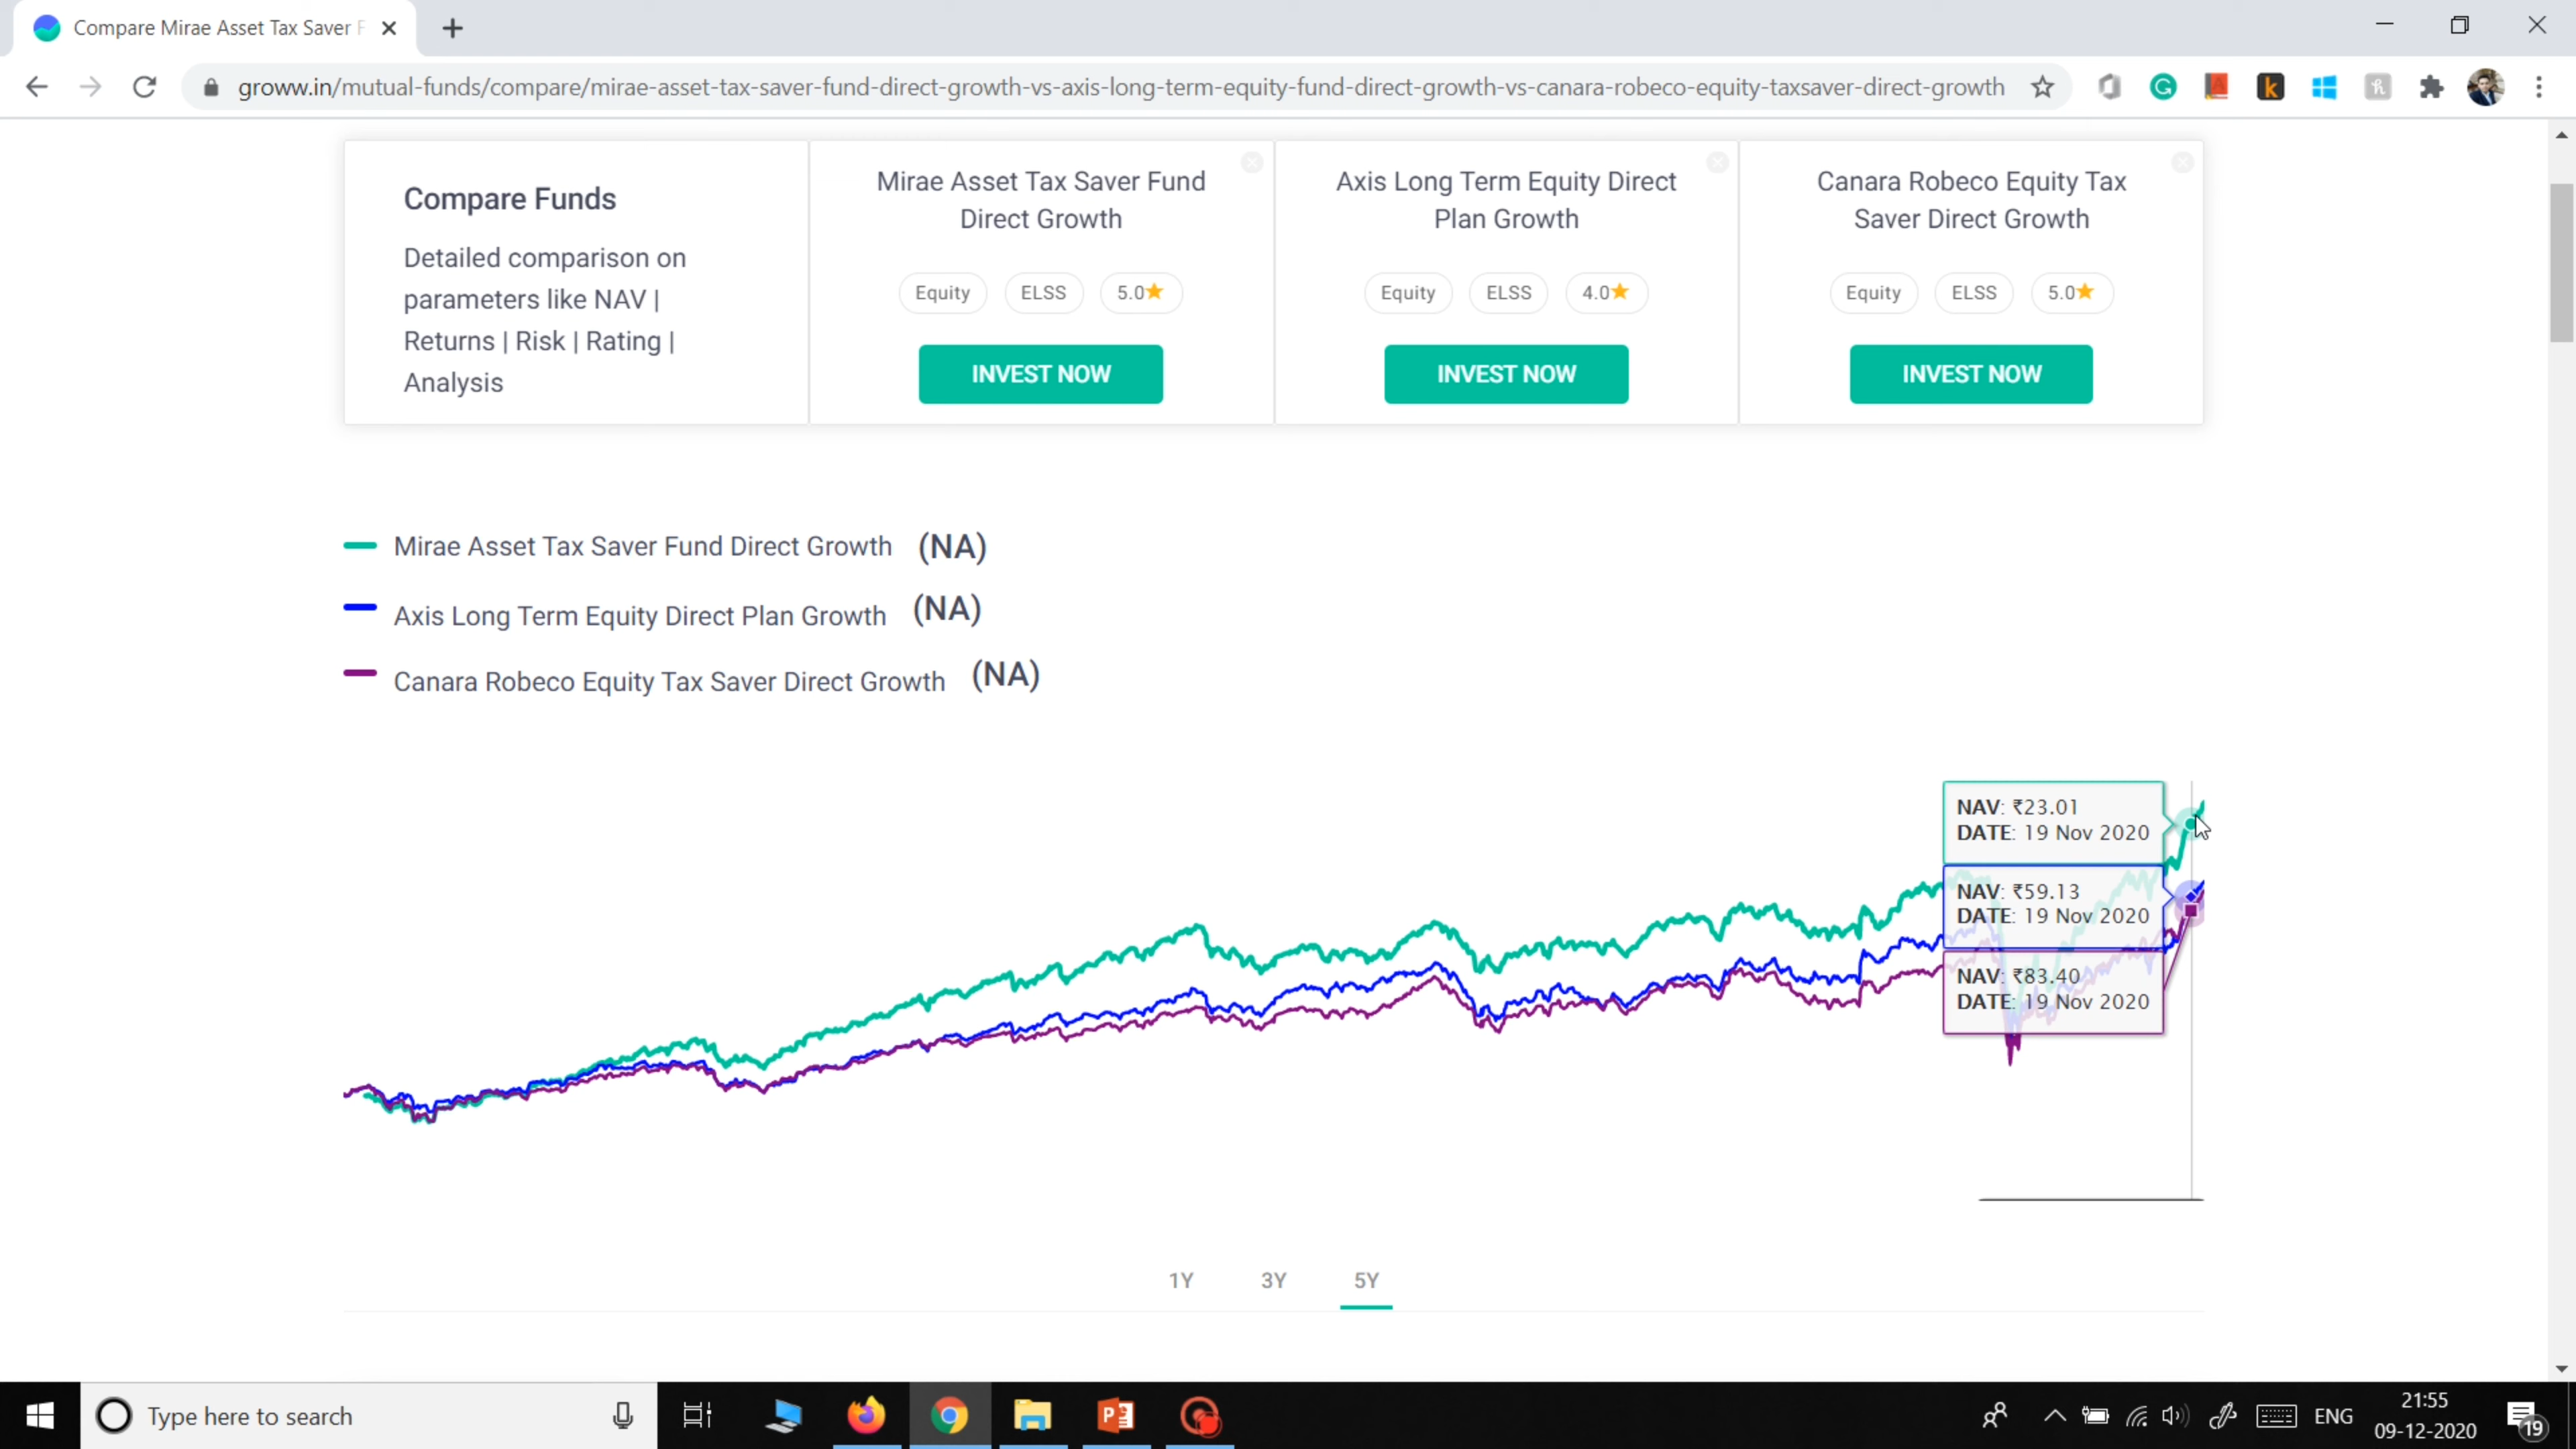 Compare Mirae Asset Tax Saver F
groww.in/mutual-funds/compare/mirae-asset-tax-saver-fund-direct-growth-vs-axis-long-term-equity-fund-direct-growth-vs-canara-robeco-equity-taxsaver-direct-growth
Compare Funds
Detailed comparison on
parameters like NAV |
Returns | Risk | Rating |
Analysis
Mirae Asset Tax Saver Fund
Direct Growth
Equity ELSS 5.0★
INVEST NOW
Axis Long Term Equity Direct
Plan Growth
Equity ELSS 4.0★
INVEST NOW
Canara Robeco Equity Tax
Saver Direct Growth
Equity ELSS 5.0★
INVEST NOW
Mirae Asset Tax Saver Fund Direct Growth (NA)
Axis Long Term Equity Direct Plan Growth (NA)
Canara Robeco Equity Tax Saver Direct Growth (NA)
NAV: ₹23.01
DATE: 19 Nov 2020
NAV: ₹59.13
DATE: 19 Nov 2020
NAV: ₹83.40
DATE: 19 Nov 2020
1Y 3Y 5Y
Type here to search
ENG
21:55
09-12-2020
19